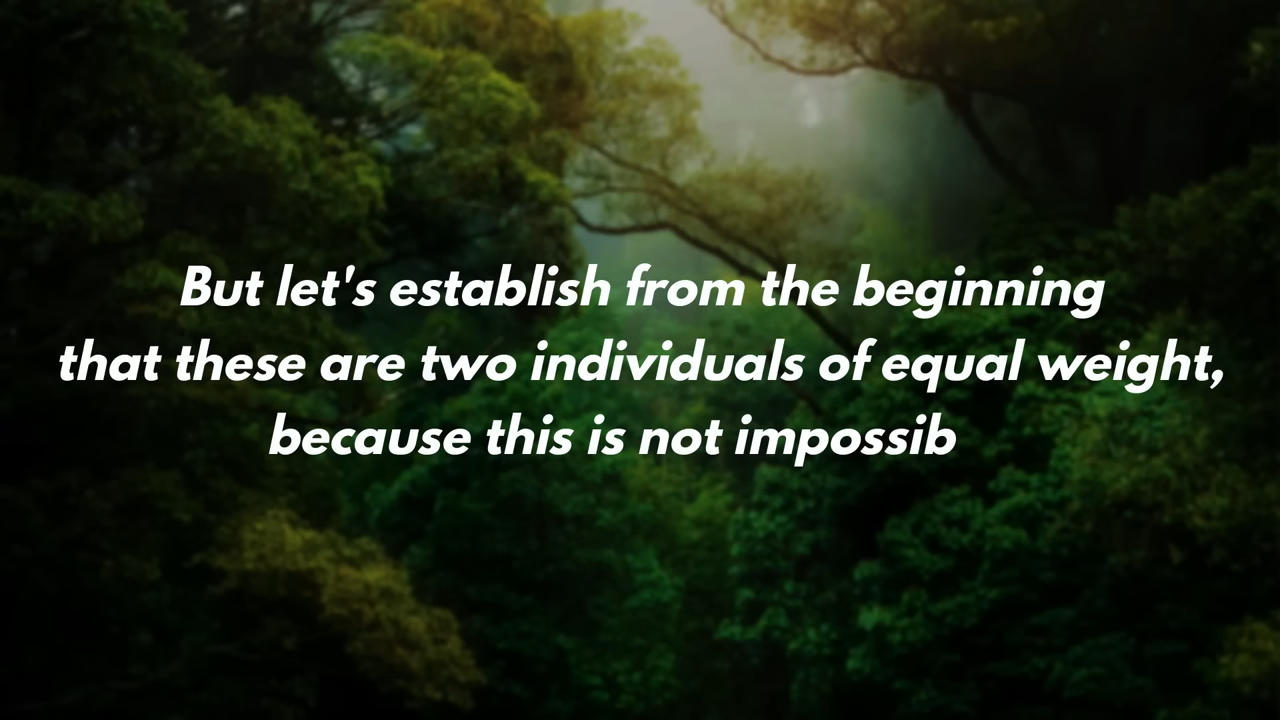 But let's establish from the beginning
that these are two individuals of equal weight,
because this is not impossib